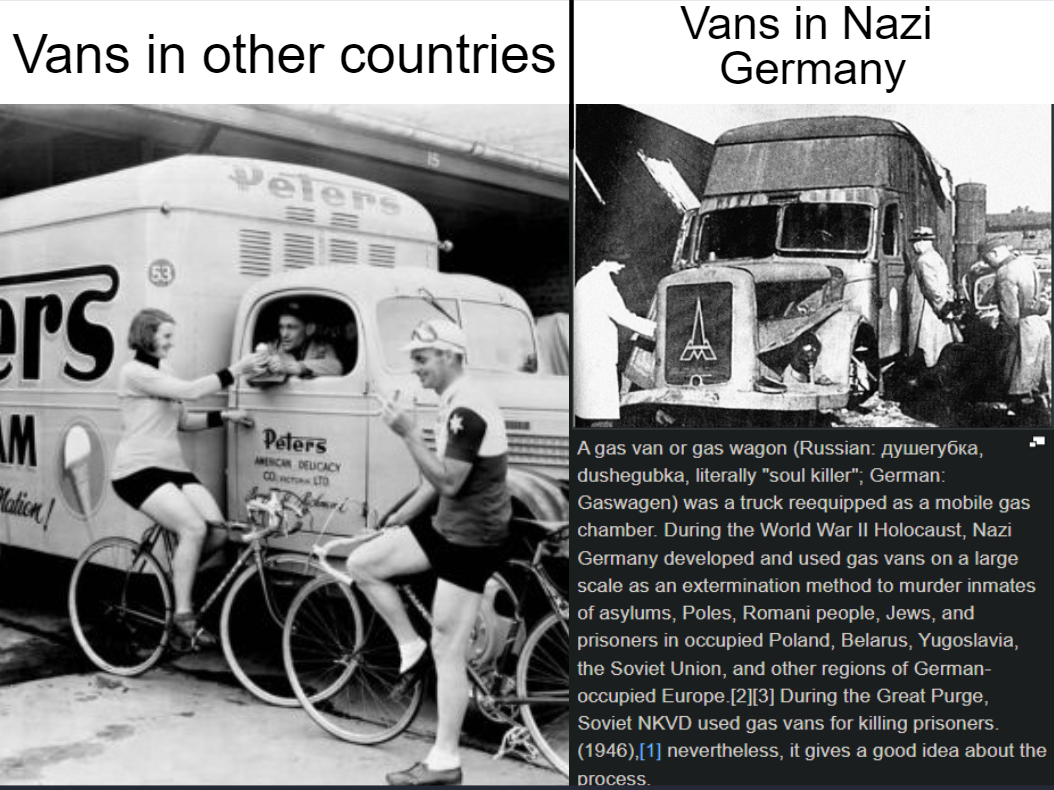 Vans in other countries
Vans in Nazi
Germany
Peters
15
53
ers
AM
Peters
AMERICAN DELICACY
CO. VICTORIA LTD.
A gas van or gas wagon (Russian: душегубка,
dushegubka, literally "soul killer"; German:
Gaswagen) was a truck reequipped as a mobile gas
chamber. During the World War II Holocaust, Nazi
Germany developed and used gas vans on a large
scale as an extermination method to murder inmates
of asylums, Poles, Romani people, Jews, and
prisoners in occupied Poland, Belarus, Yugoslavia,
the Soviet Union, and other regions of German-
occupied Europe.[2][3] During the Great Purge,
Soviet NKVD used gas vans for killing prisoners.
(1946),[1] nevertheless, it gives a good idea about the
process.